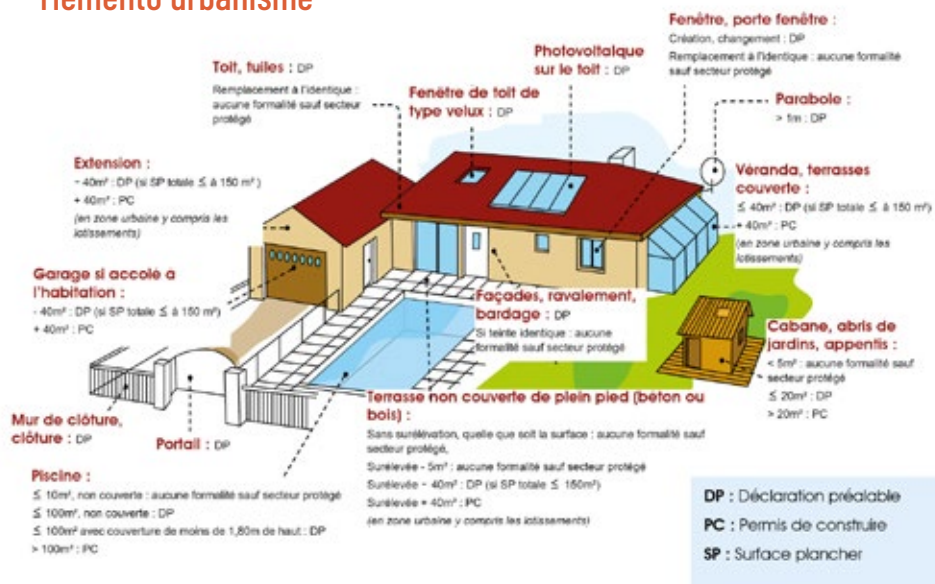 Memento urbanisme
Fenêtre, porte fenêtre :
Création, changement : DP
Remplacement à l'identique : aucune formalité
sauf secteur protégé
Photovoltaïque
sur le toit : DP
Toit, tuiles : DP
Remplacement à l'identique :
aucune formalité sauf secteur
protégé
Fenêtre de toit de
type velux : DP
Parabole :
> 1m : DP
Extension :
- 40m² : DP (si SP totale ≤ à 150 m²)
+ 40m² : PC
(en zone urbaine y compris les
lotissements)
Véranda, terrasses
couverte :
≤ 40m² : DP (si SP totale ≤ à 150 m²)
+ 40m² : PC
(en zone urbaine y compris les
lotissements)
Garage si accolé à
l'habitation :
- 40m² : DP (si SP totale ≤ à 150 m²)
+ 40m² : PC
Façades, ravalement,
bardage : DP
Si teinte identique : aucune
formalité sauf secteur protégé
Cabane, abris de
jardins, appentis :
< 5m² : aucune formalité sauf
secteur protégé
≤ 20m² : DP
> 20m² : PC
Mur de clôture,
clôture : DP
Portail : DP
Terrasse non couverte de plein pied (béton ou
bois) :
Sans surélévation, quelle que soit la surface : aucune formalité sauf
secteur protégé,
Surélevée - 5m² : aucune formalité sauf secteur protégé
Surélevée - 40m² : DP (si SP totale ≤ 150m²)
Surélevée + 40m² : PC
(en zone urbaine y compris les lotissements)
Piscine :
≤ 10m², non couverte : aucune formalité sauf secteur protégé
≤ 100m², non couverte : DP
≤ 100m² avec couverture de moins de 1,80m de haut : DP
> 100m² : PC
DP : Déclaration préalable
PC : Permis de construire
SP : Surface plancher